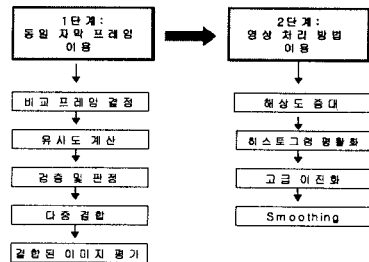 1단계:
동일 자막 프레임
이용
비교 프레임 결정
유사도 계산
검증 및 판정
다중 결합
결합된 이미지 평가
2단계:
영상 처리 방법
이용
해상도 증대
히스토그램 평활화
고급 이진화
Smoothing